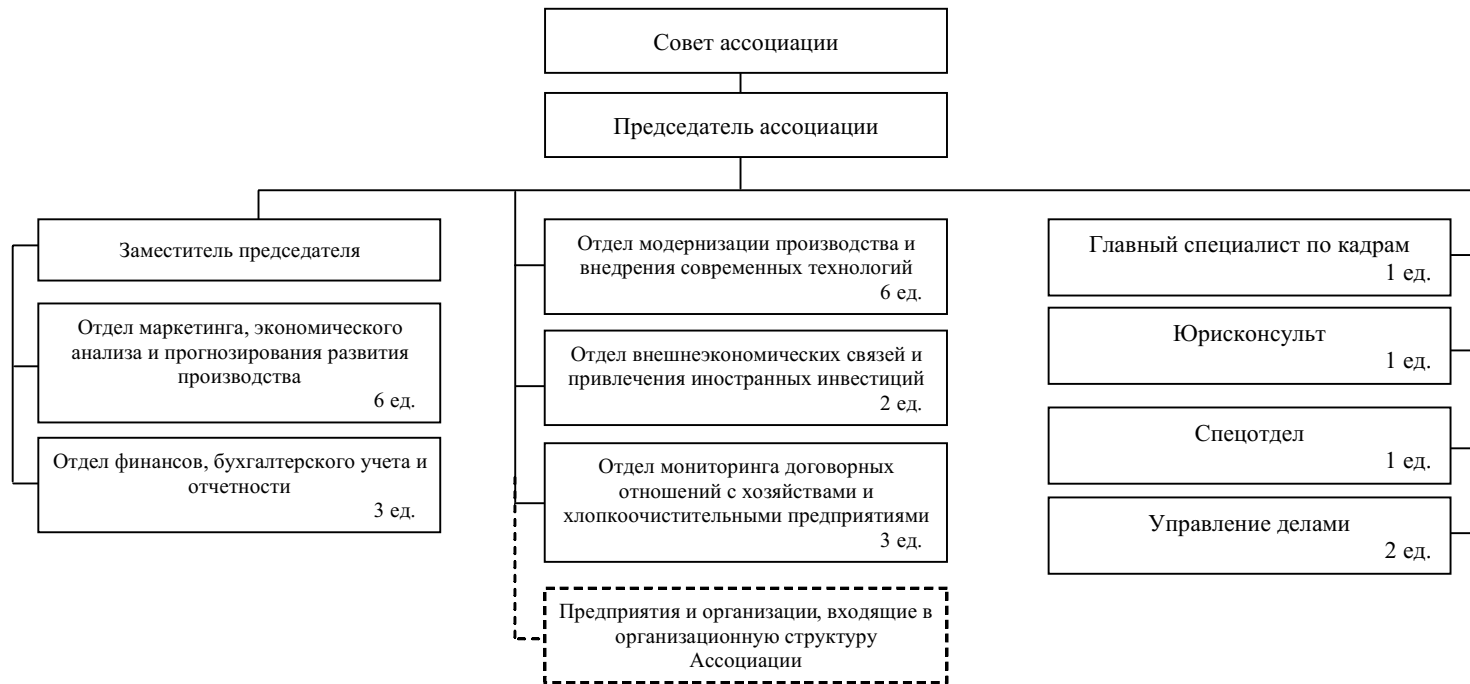 Совет ассоциации
Председатель ассоциации
Заместитель председателя
Отдел маркетинга, экономического
анализа и прогнозирования развития
производства
6 ед.
Отдел финансов, бухгалтерского учета и
отчетности
3 ед.
Отдел модернизации производства и
внедрения современных технологий
6 ед.
Отдел внешнеэкономических связей и
привлечения иностранных инвестиций
2 ед.
Отдел мониторинга договорных
отношений с хозяйствами и
хлопкоочистительными предприятиями
3 ед.
Предприятия и организации, входящие в
организационную структуру
Ассоциации
Главный специалист по кадрам
1 ед.
Юрисконсульт
1 ед.
Спецотдел
1 ед.
Управление делами
2 ед.